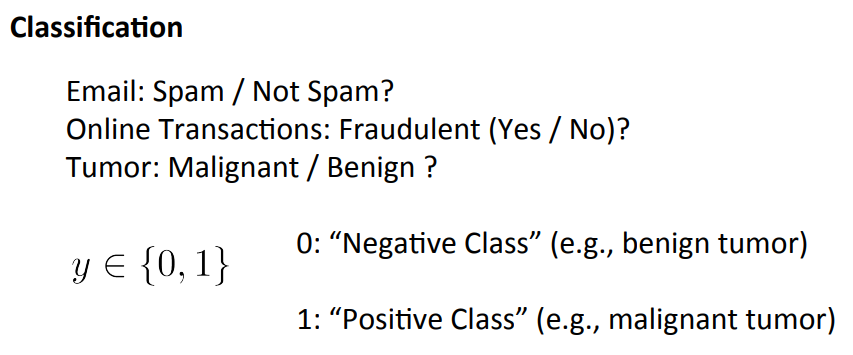 Classification
Email: Spam / Not Spam?
Online Transactions: Fraudulent (Yes / No)?
Tumor: Malignant / Benign ?
y ∈ {0, 1}
0: “Negative Class” (e.g., benign tumor)
1: “Positive Class” (e.g., malignant tumor)